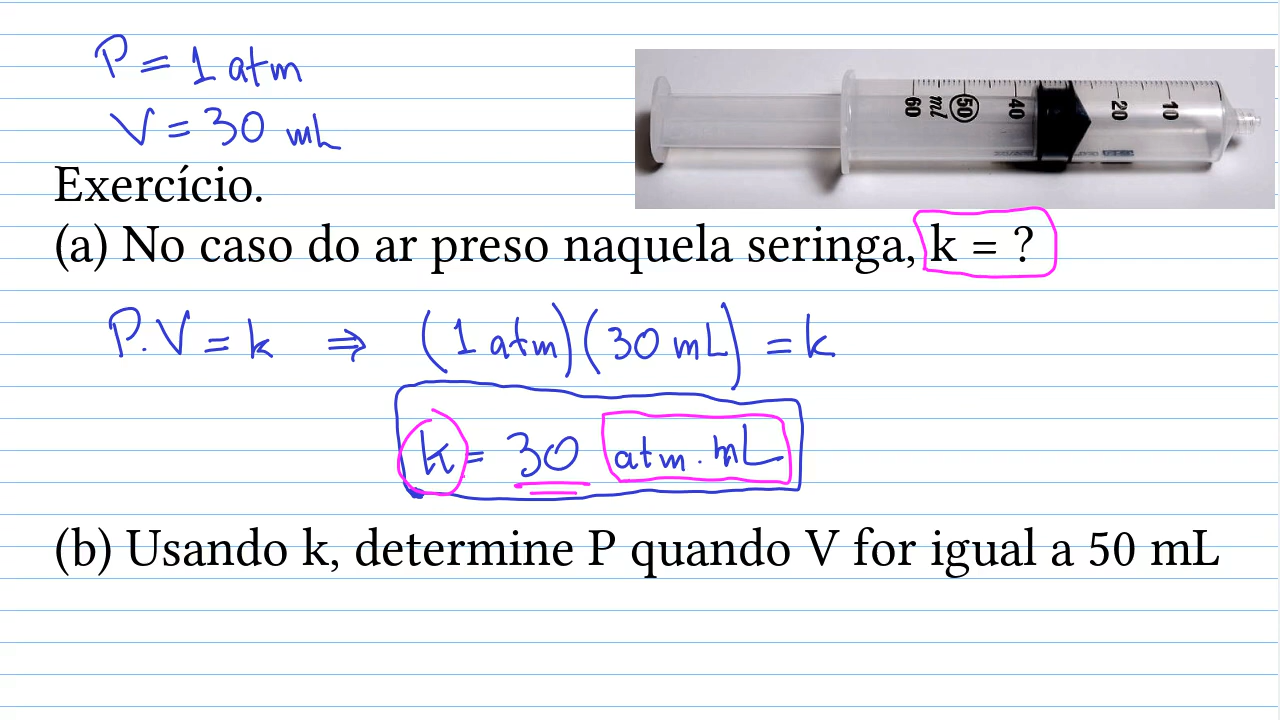 P = 1 atm
V = 30 mL
60 ml 50 40 20 10
Exercício.
(a) No caso do ar preso naquela seringa, k = ?
P.V = k ⇒ (1 atm)(30 mL) = k
k = 30 atm.mL
(b) Usando k, determine P quando V for igual a 50 mL